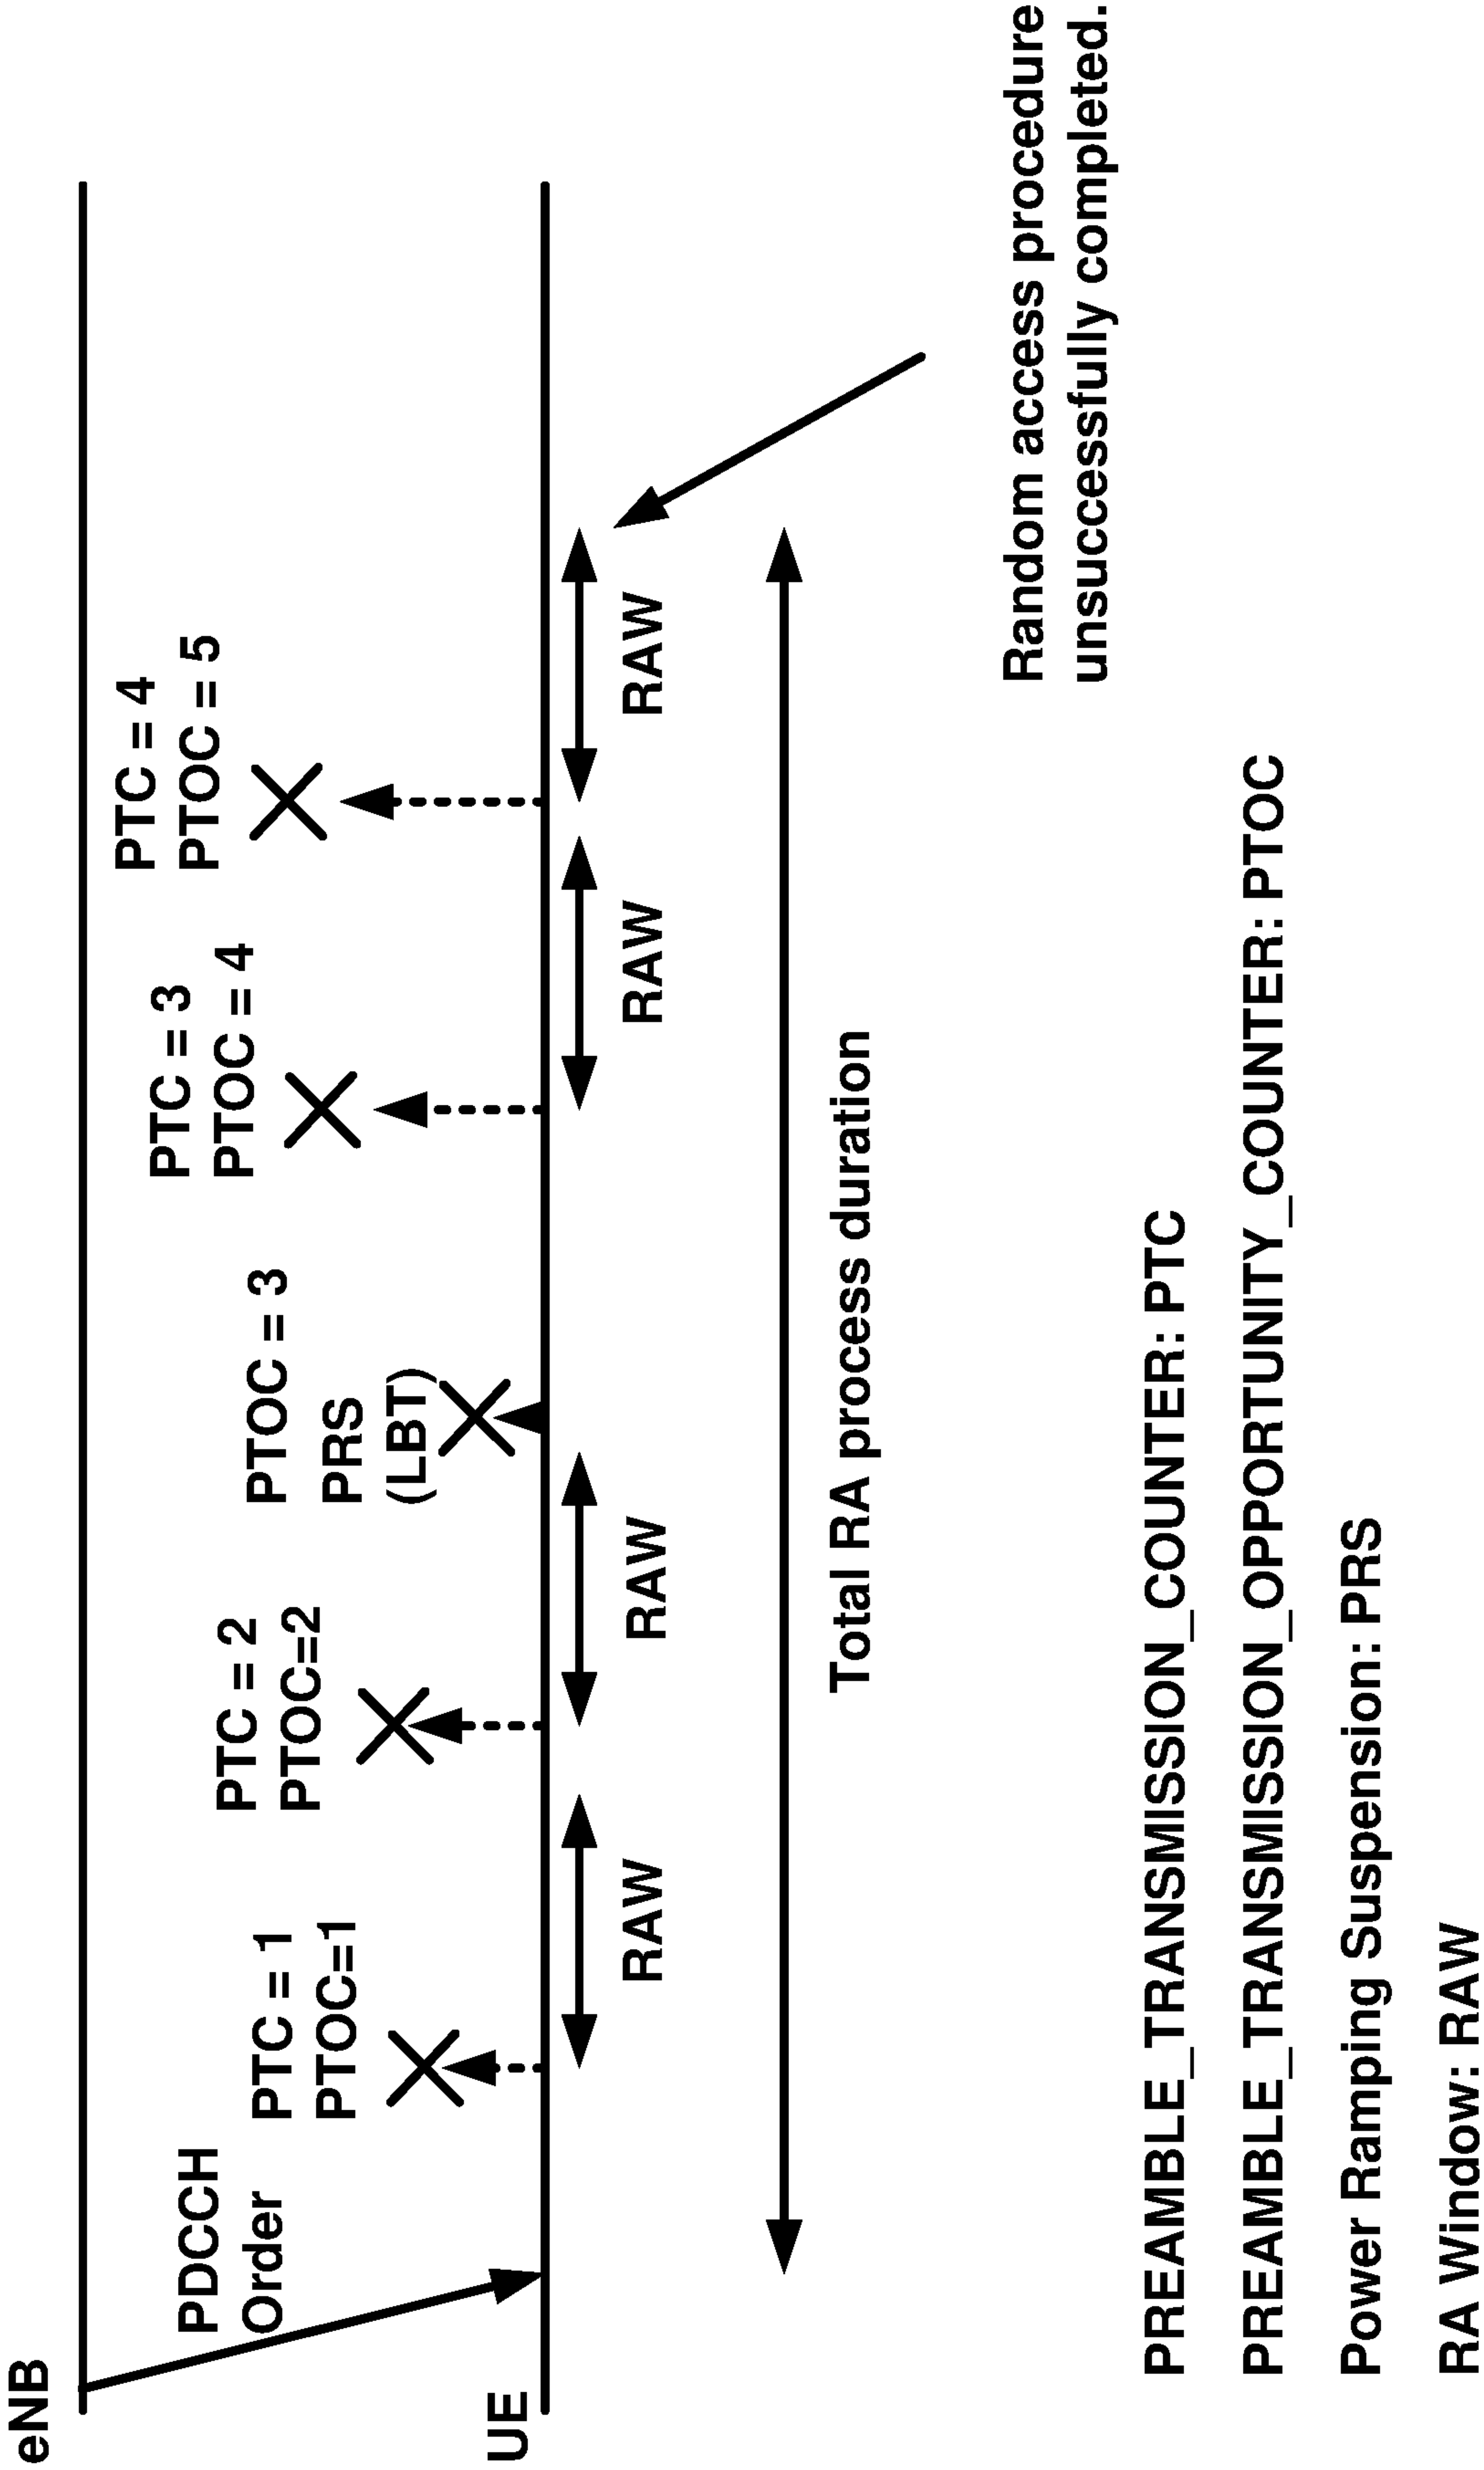 eNB
PDCCH
Order
PTC = 1
PTOC=1
PTC = 2
PTOC=2
PTOC = 3
PRS
(LBT)
PTC = 3
PTOC = 4
PTC = 4
PTOC = 5
UE
RAW
RAW
RAW
RAW
Total RA process duration
Random access procedure
unsuccessfully completed.
PREAMBLE_TRANSMISSION_COUNTER: PTC
PREAMBLE_TRANSMISSION_OPPORTUNITY_COUNTER: PTOC
Power Ramping Suspension: PRS
RA Window: RAW